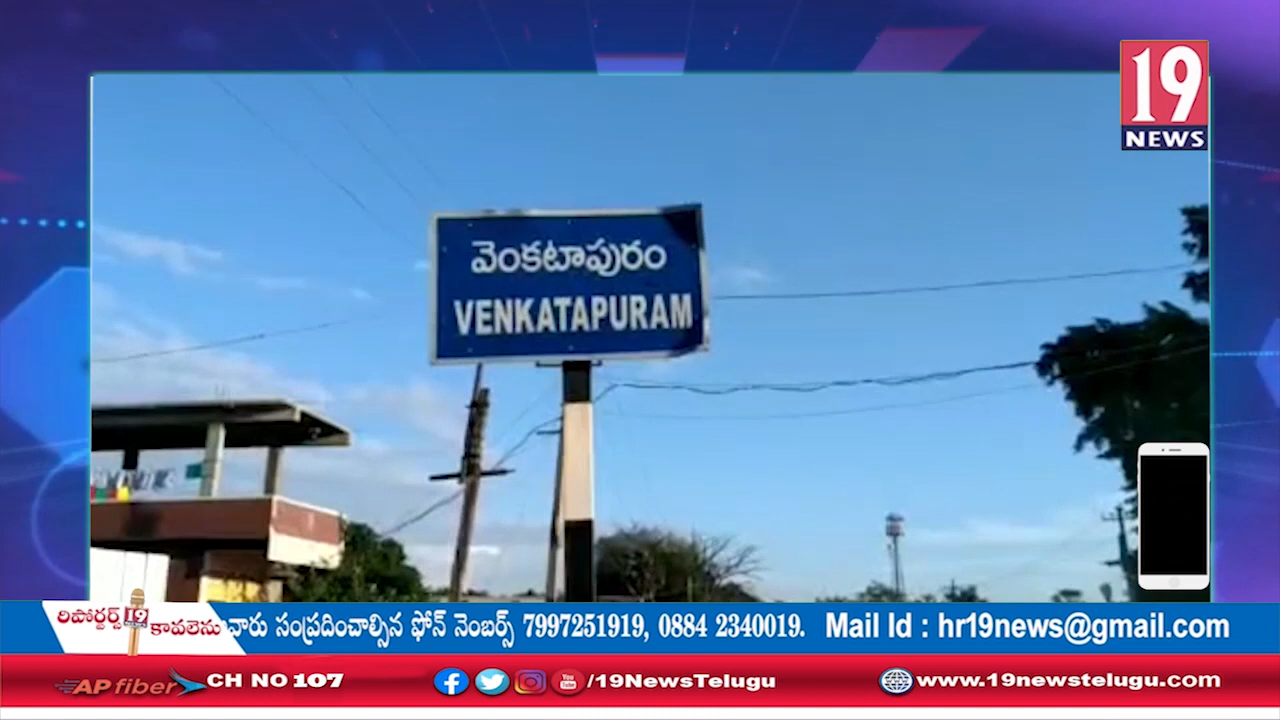 19
NEWS
వెంకటాపురం
VENKATAPURAM
రిపోర్టర్స్ 19
కావలెను వారు సంప్రదించాల్సిన ఫోన్ నెంబర్స్ 7997251919, 0884 2340019. Mail Id : hr19news@gmail.com
AP fiber CH NO 107 /19NewsTelugu www.19newstelugu.com